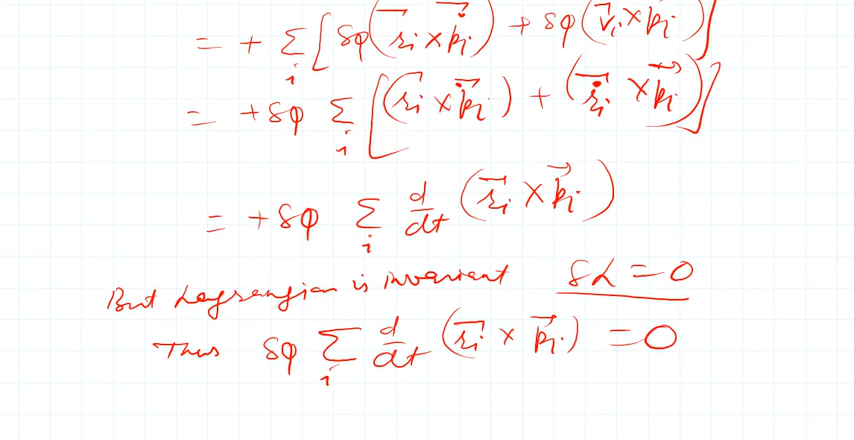 = + Σ_i [ δφ (r⃗_i × p⃗̇_i) + δφ (v⃗_i × p⃗_i) ]
= +δφ Σ_i [ (r⃗_i × p⃗_i) + (r⃗̇_i × p⃗_i) ]
= +δφ Σ_i d/dt (r⃗_i × p⃗_i)
But Lagrangian is invariant δL = 0
Thus δφ Σ_i d/dt (r⃗_i × p⃗_i) = 0